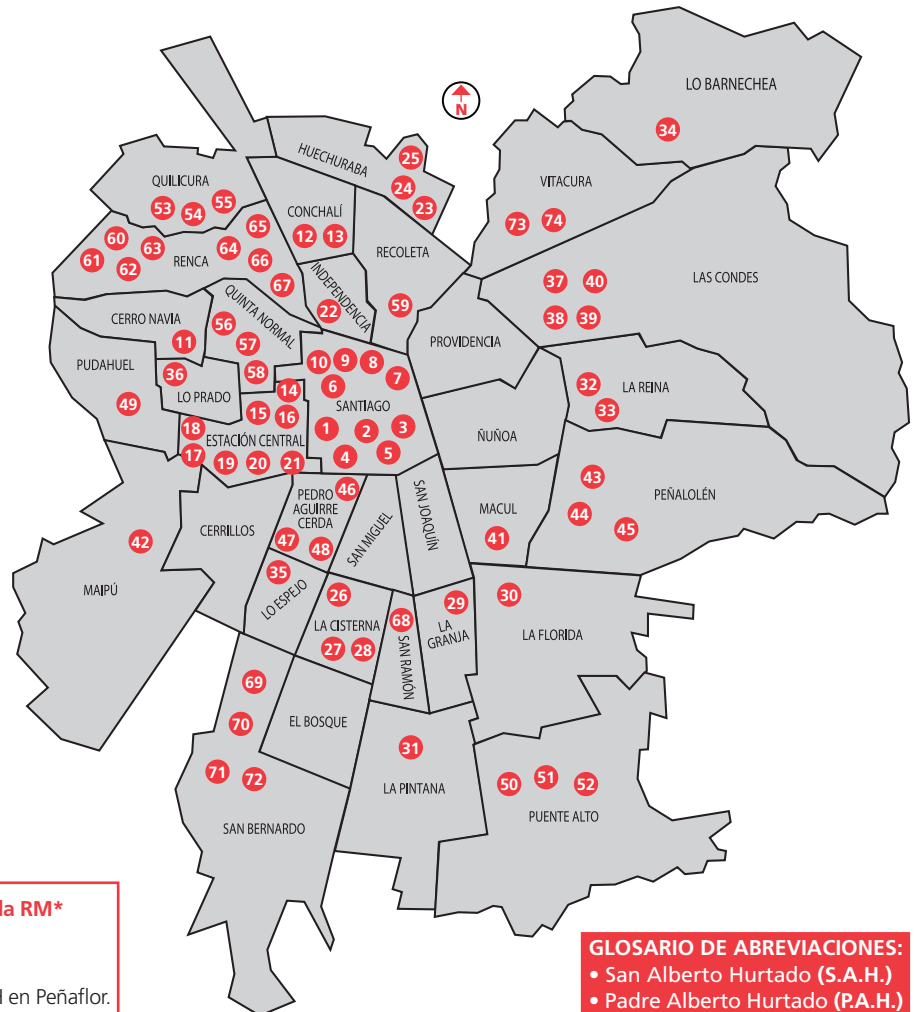 LO BARNECHEA
34
N
HUECHURABA
25
24
23
QUILICURA
53
54
55
VITACURA
73
74
CONCHALÍ
12
13
RECOLETA
59
60
61
62
63
RENCA
64
65
66
67
INDEPENDENCIA
22
LAS CONDES
37
40
38
39
QUINTA NORMAL
56
57
58
CERRO NAVIA
11
PROVIDENCIA
PUDAHUEL
49
36
LO PRADO
10
9
8
7
6
SANTIAGO
1
2
3
4
5
LA REINA
32
33
14
15
16
18
ESTACIÓN CENTRAL
17
19
20
21
ÑUÑOA
43
PEÑALOLÉN
44
45
MACUL
41
46
PEDRO
AGUIRRE
CERDA
47
48
SAN MIGUEL
SAN JOAQUÍN
CERRILLOS
42
MAIPÚ
35
LO ESPEJO
26
LA CISTERNA
27
28
68
SAN RAMÓN
29
LA
GRANJA
30
LA FLORIDA
69
70
71
72
SAN BERNARDO
EL BOSQUE
31
LA PINTANA
50
51
52
PUENTE ALTO
la RM*
H en Peñaflor.
GLOSARIO DE ABREVIACIONES:
• San Alberto Hurtado (S.A.H.)
• Padre Alberto Hurtado (P.A.H.)